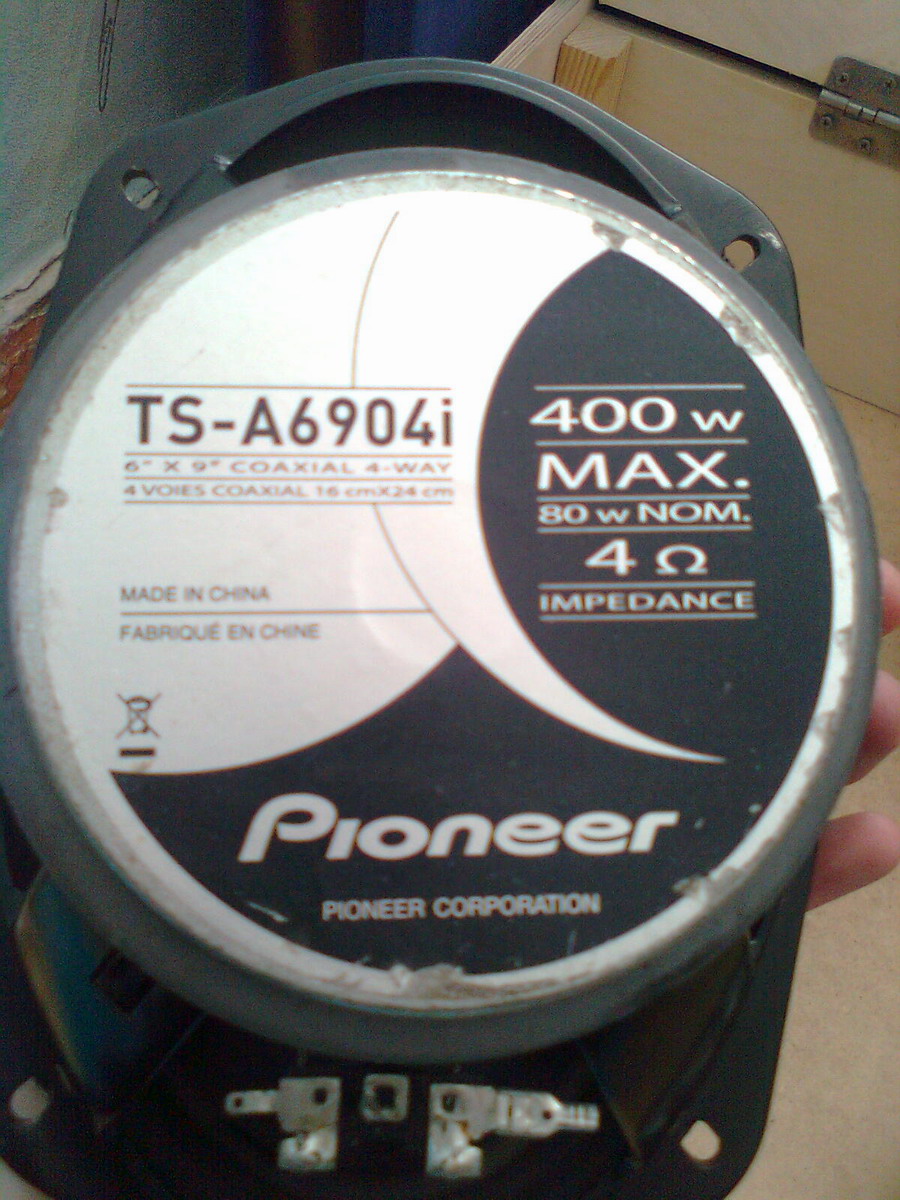 TS-A6904i
6" X 9" COAXIAL 4-WAY
4 VOIES COAXIAL 16 cmX24 cm
MADE IN CHINA
FABRIQUÉ EN CHINE
400 w
MAX.
80 w NOM.
4 Ω
IMPEDANCE
Pioneer
PIONEER CORPORATION